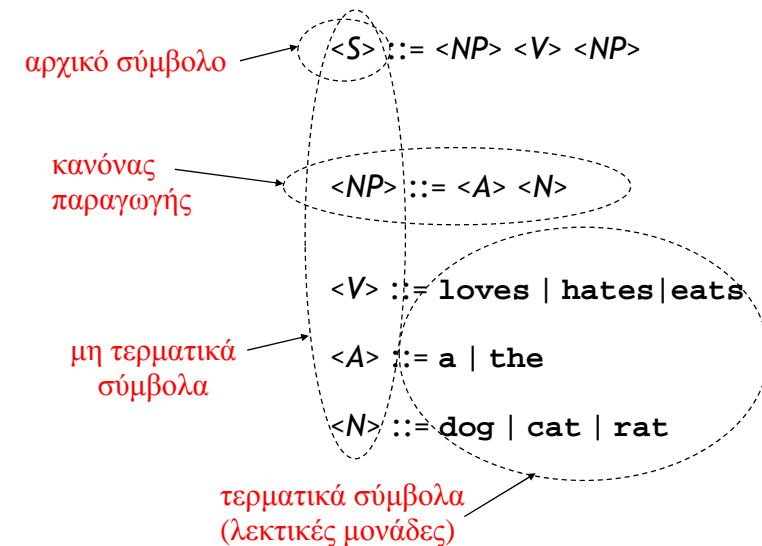 <S> ::= <NP> <V> <NP>
αρχικό σύμβολο
κανόνας
παραγωγής
<NP> ::= <A> <N>
<V> ::= loves | hates|eats
μη τερματικά
σύμβολα
<A> ::= a | the
<N> ::= dog | cat | rat
τερματικά σύμβολα
(λεκτικές μονάδες)